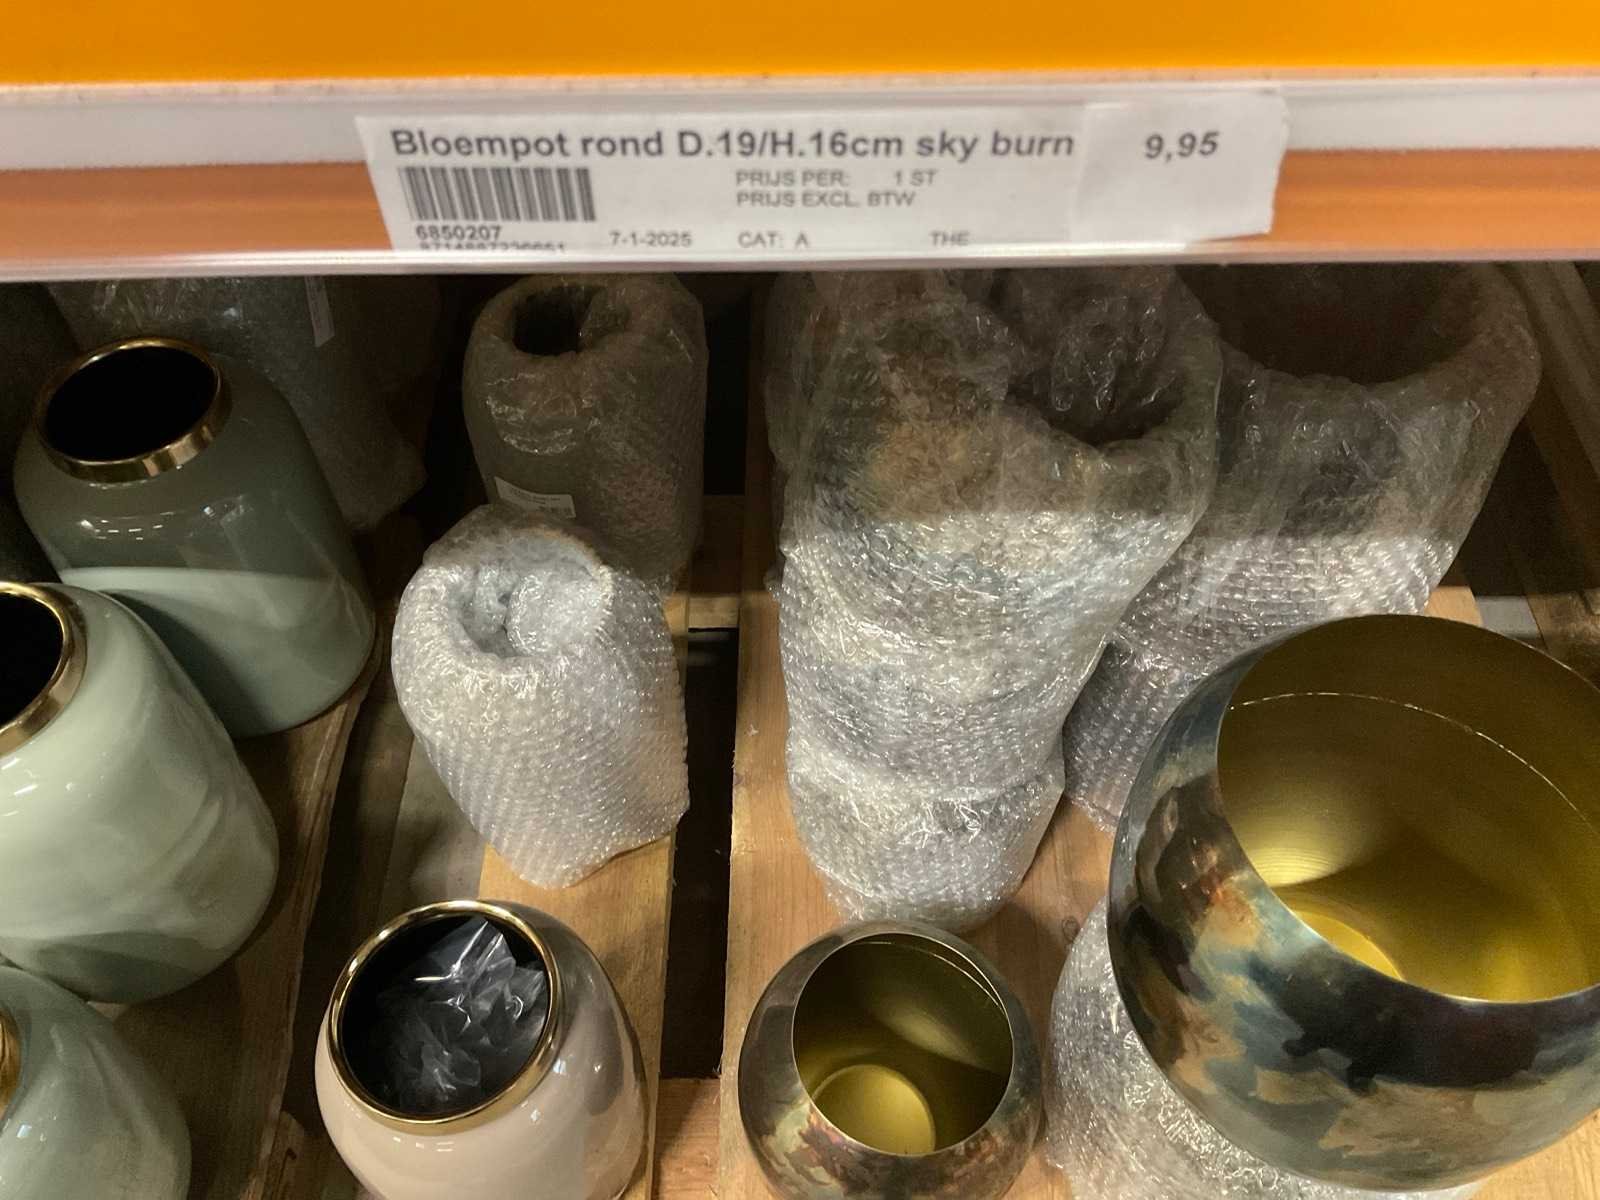 Bloempot rond D.19/H.16cm sky burn 9,95
PRIJS PER: 1 ST
PRIJS EXCL. BTW
6850207 7-1-2025 CAT: A THE